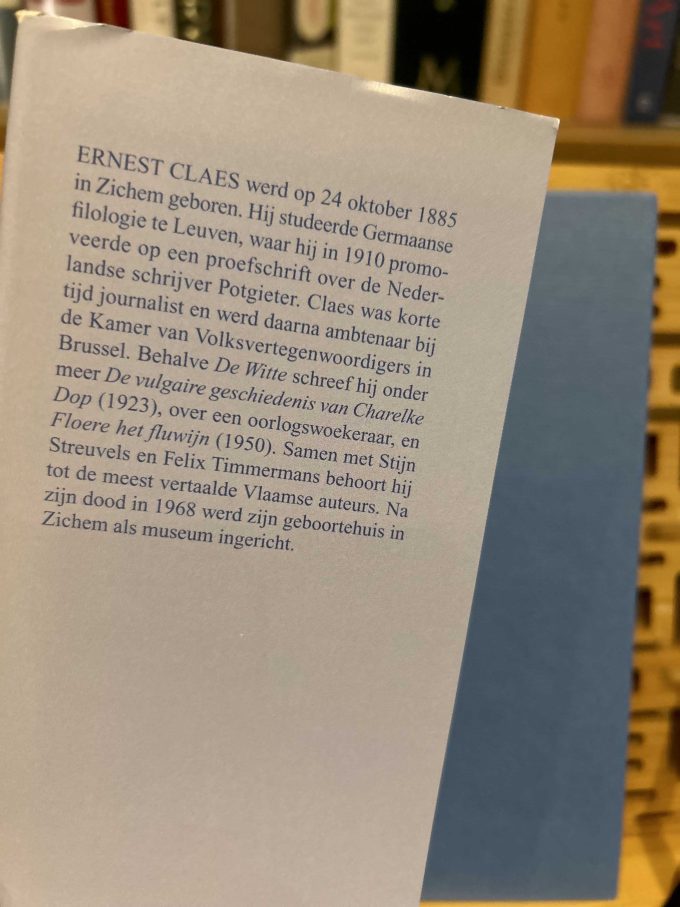 ERNEST CLAES werd op 24 oktober 1885
in Zichem geboren. Hij studeerde Germaanse
filologie te Leuven, waar hij in 1910 promo-
veerde op een proefschrift over de Neder-
landse schrijver Potgieter. Claes was korte
tijd journalist en werd daarna ambtenaar bij
de Kamer van Volksvertegenwoordigers in
Brussel. Behalve De Witte schreef hij onder
meer De vulgaire geschiedenis van Charelke
Dop (1923), over een oorlogswoekeraar, en
Floere het fluwijn (1950). Samen met Stijn
Streuvels en Felix Timmermans behoort hij
tot de meest vertaalde Vlaamse auteurs. Na
zijn dood in 1968 werd zijn geboortehuis in
Zichem als museum ingericht.